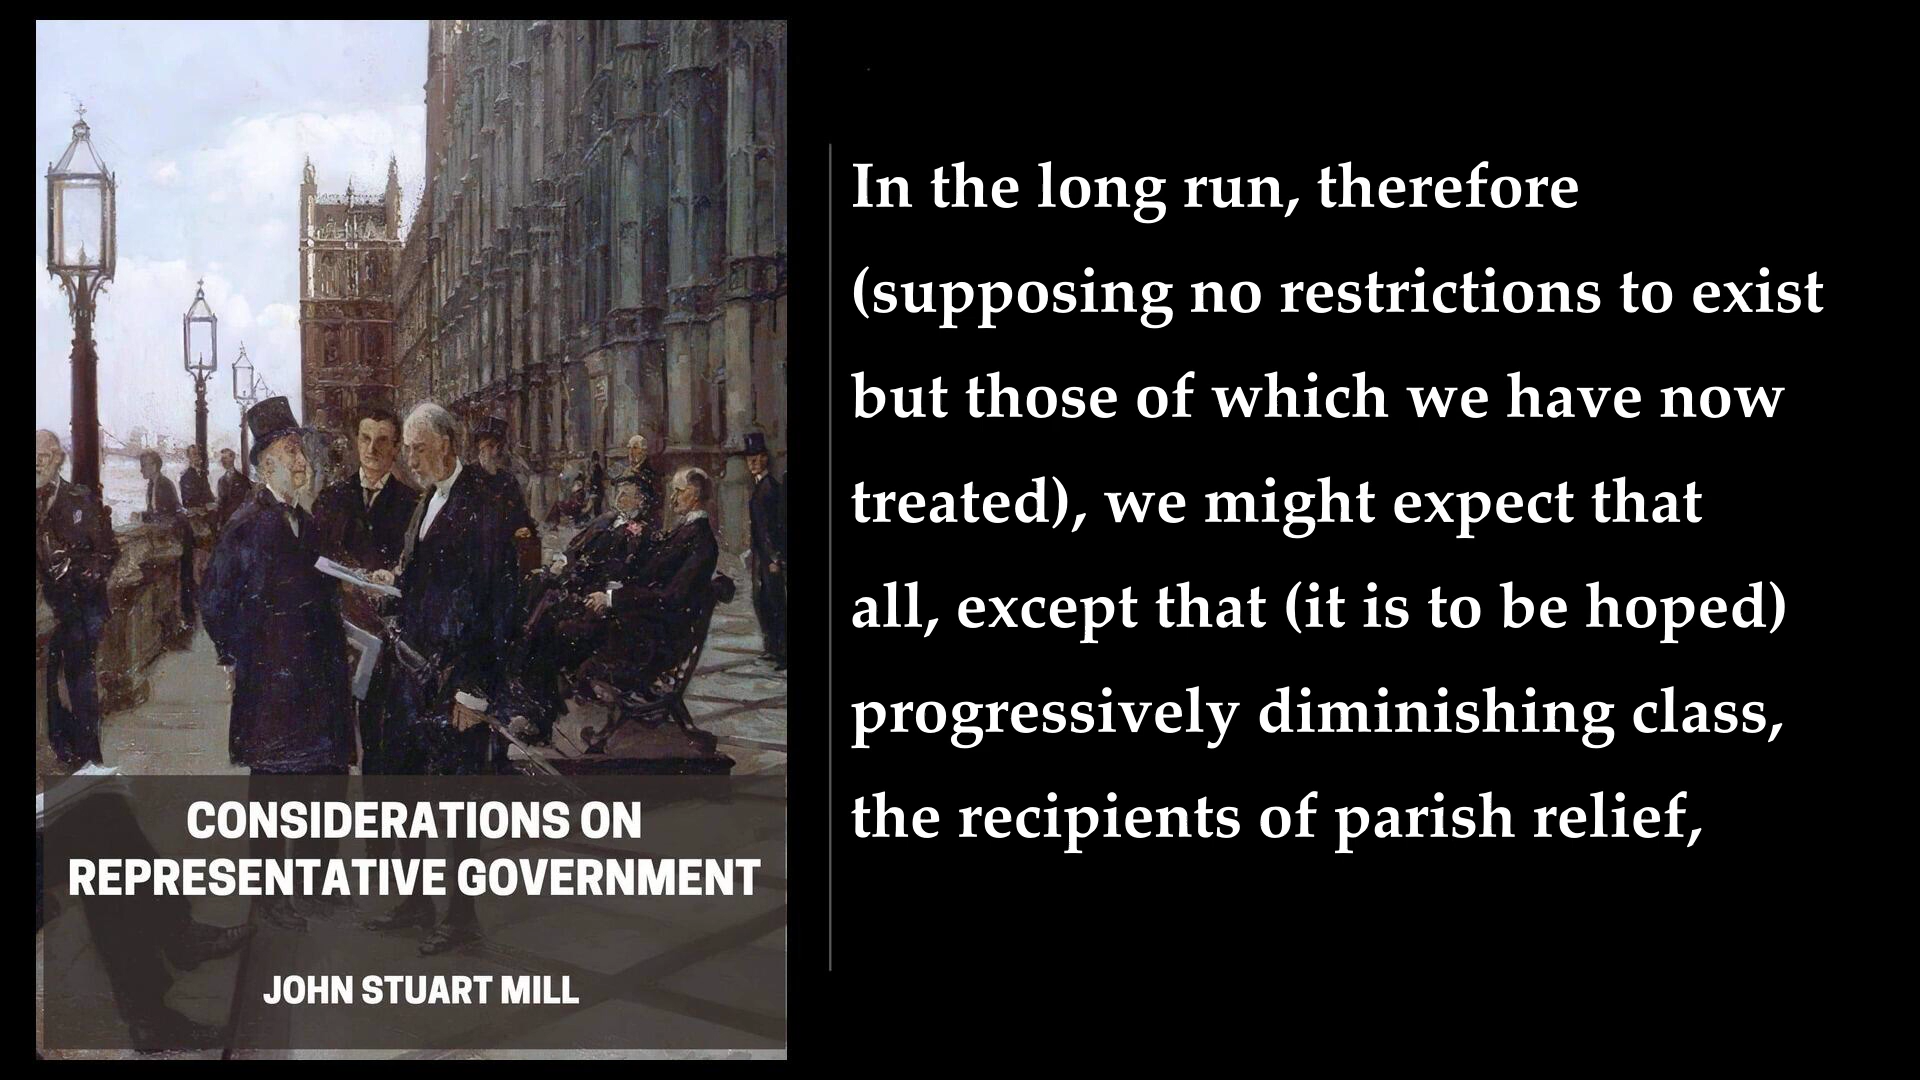 CONSIDERATIONS ON
REPRESENTATIVE GOVERNMENT
JOHN STUART MILL
In the long run, therefore
(supposing no restrictions to exist
but those of which we have now
treated), we might expect that
all, except that (it is to be hoped)
progressively diminishing class,
the recipients of parish relief,